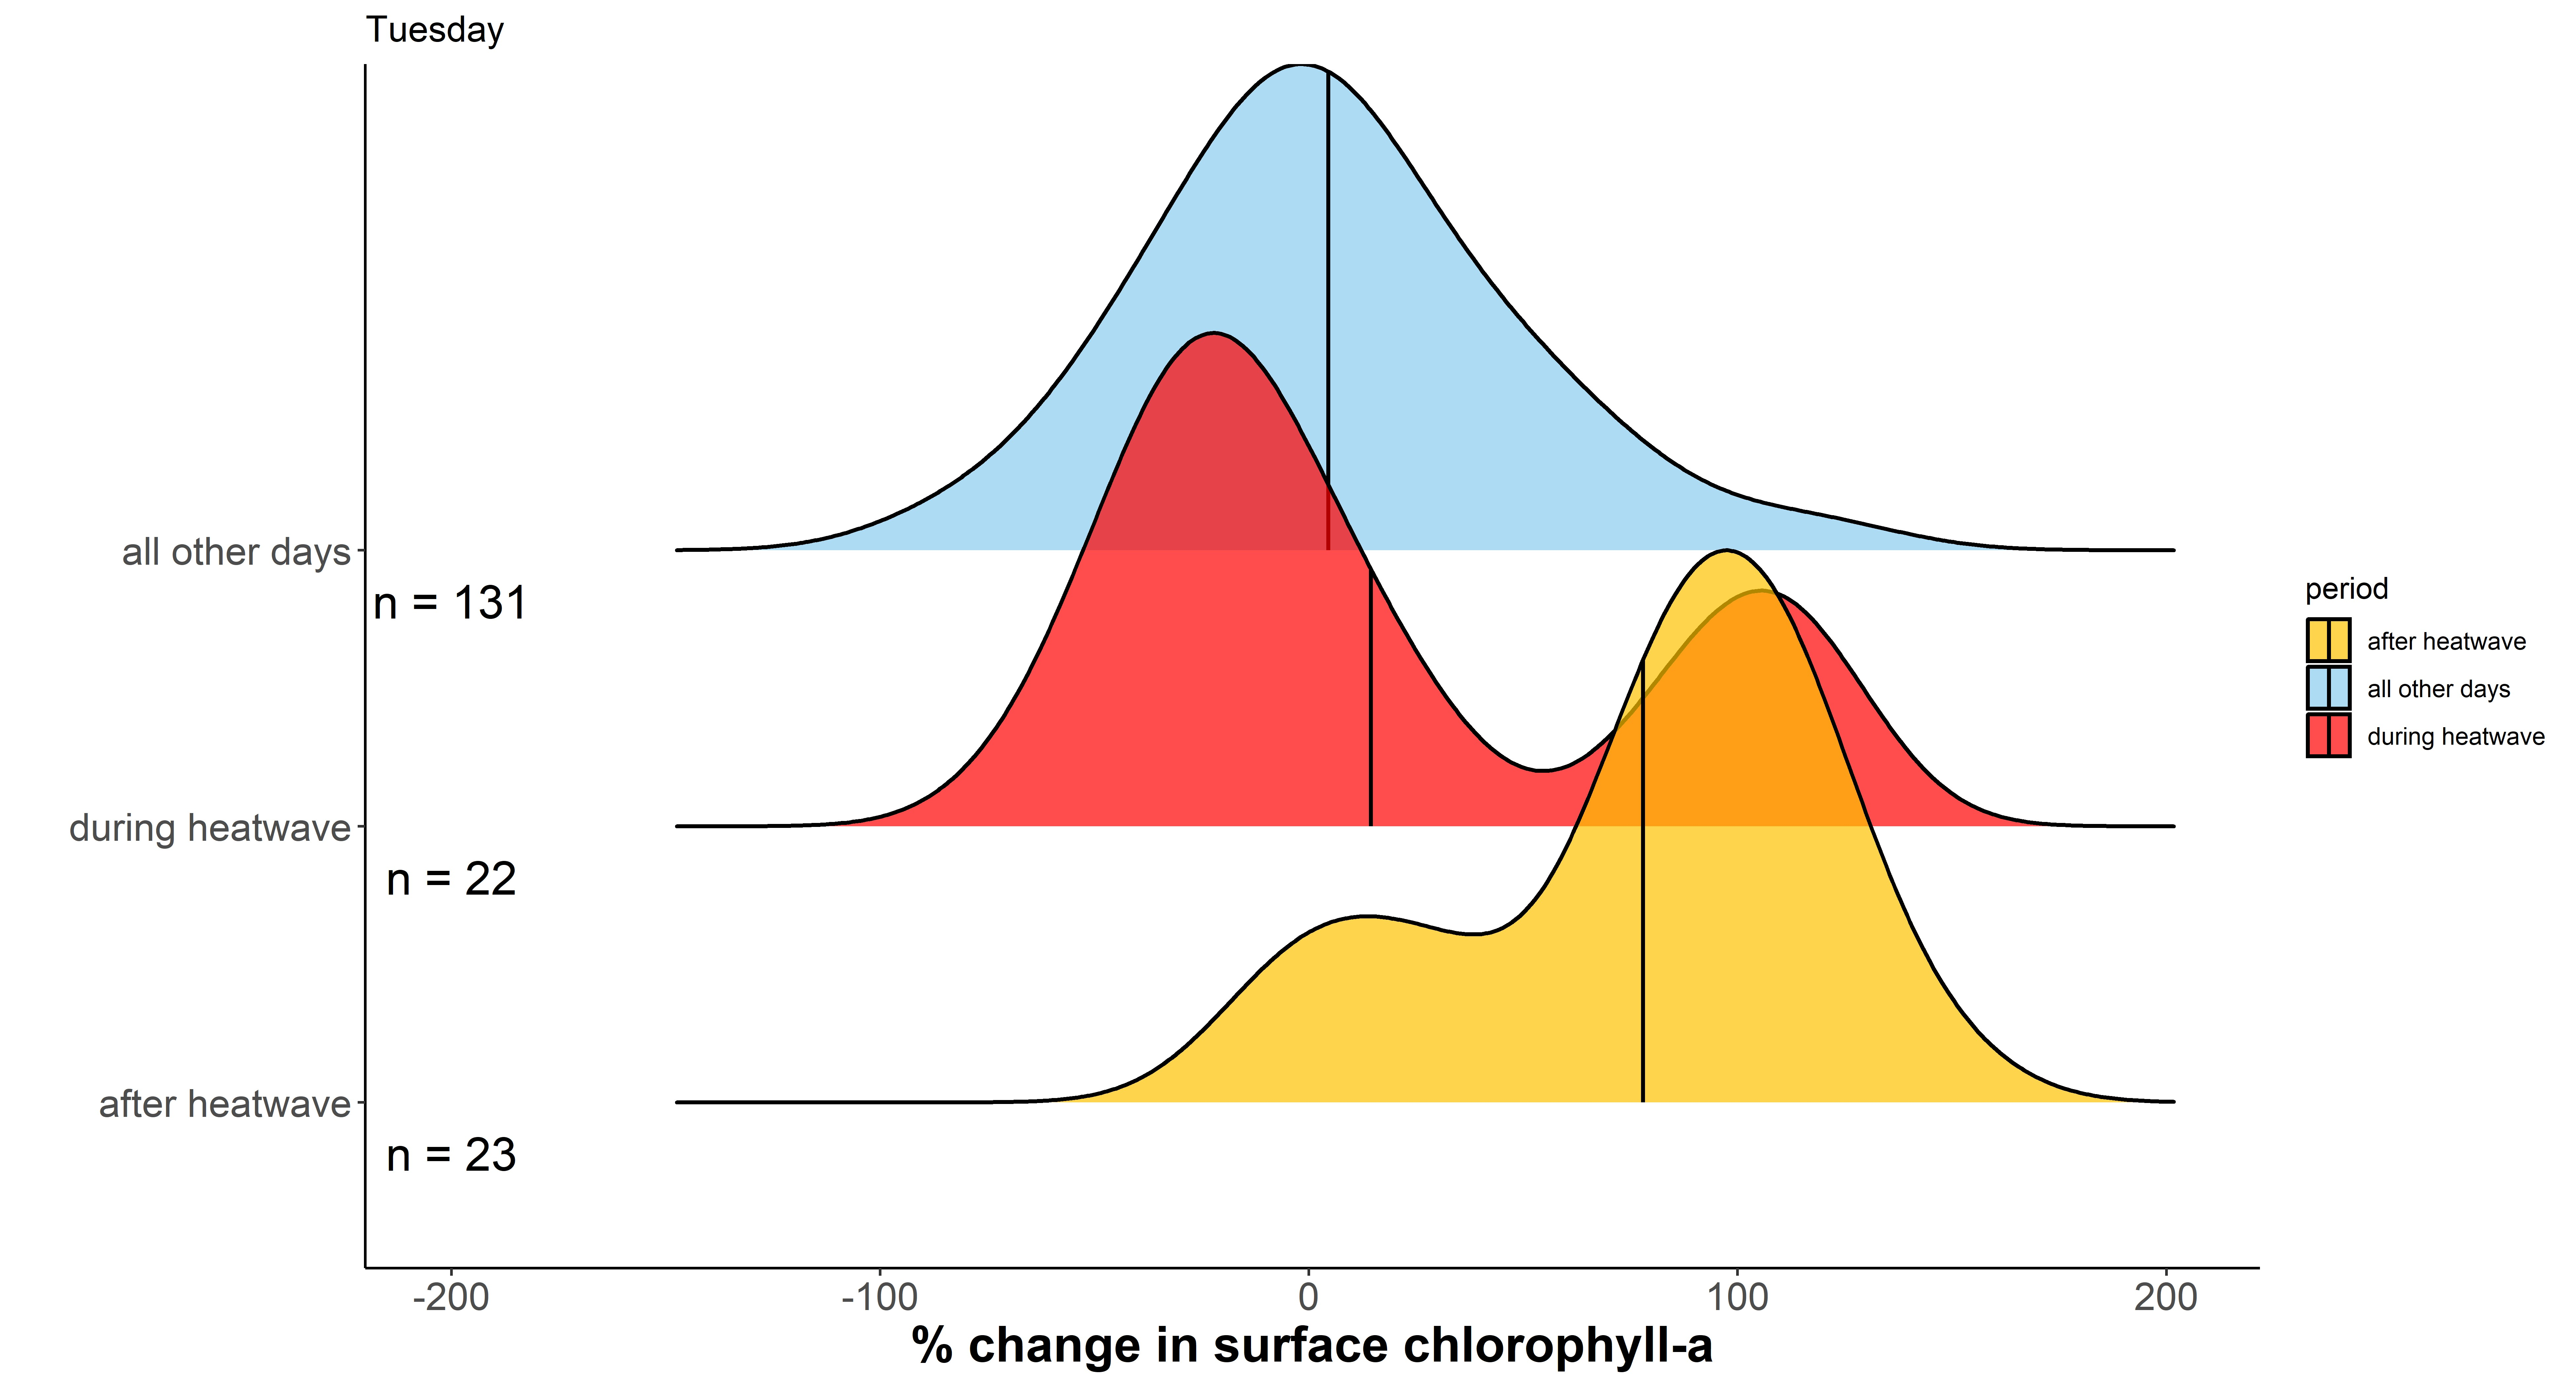 Tuesday
all other days
n = 131
during heatwave
n = 22
after heatwave
n = 23
-200 -100 0 100 200
% change in surface chlorophyll-a
period
after heatwave
all other days
during heatwave